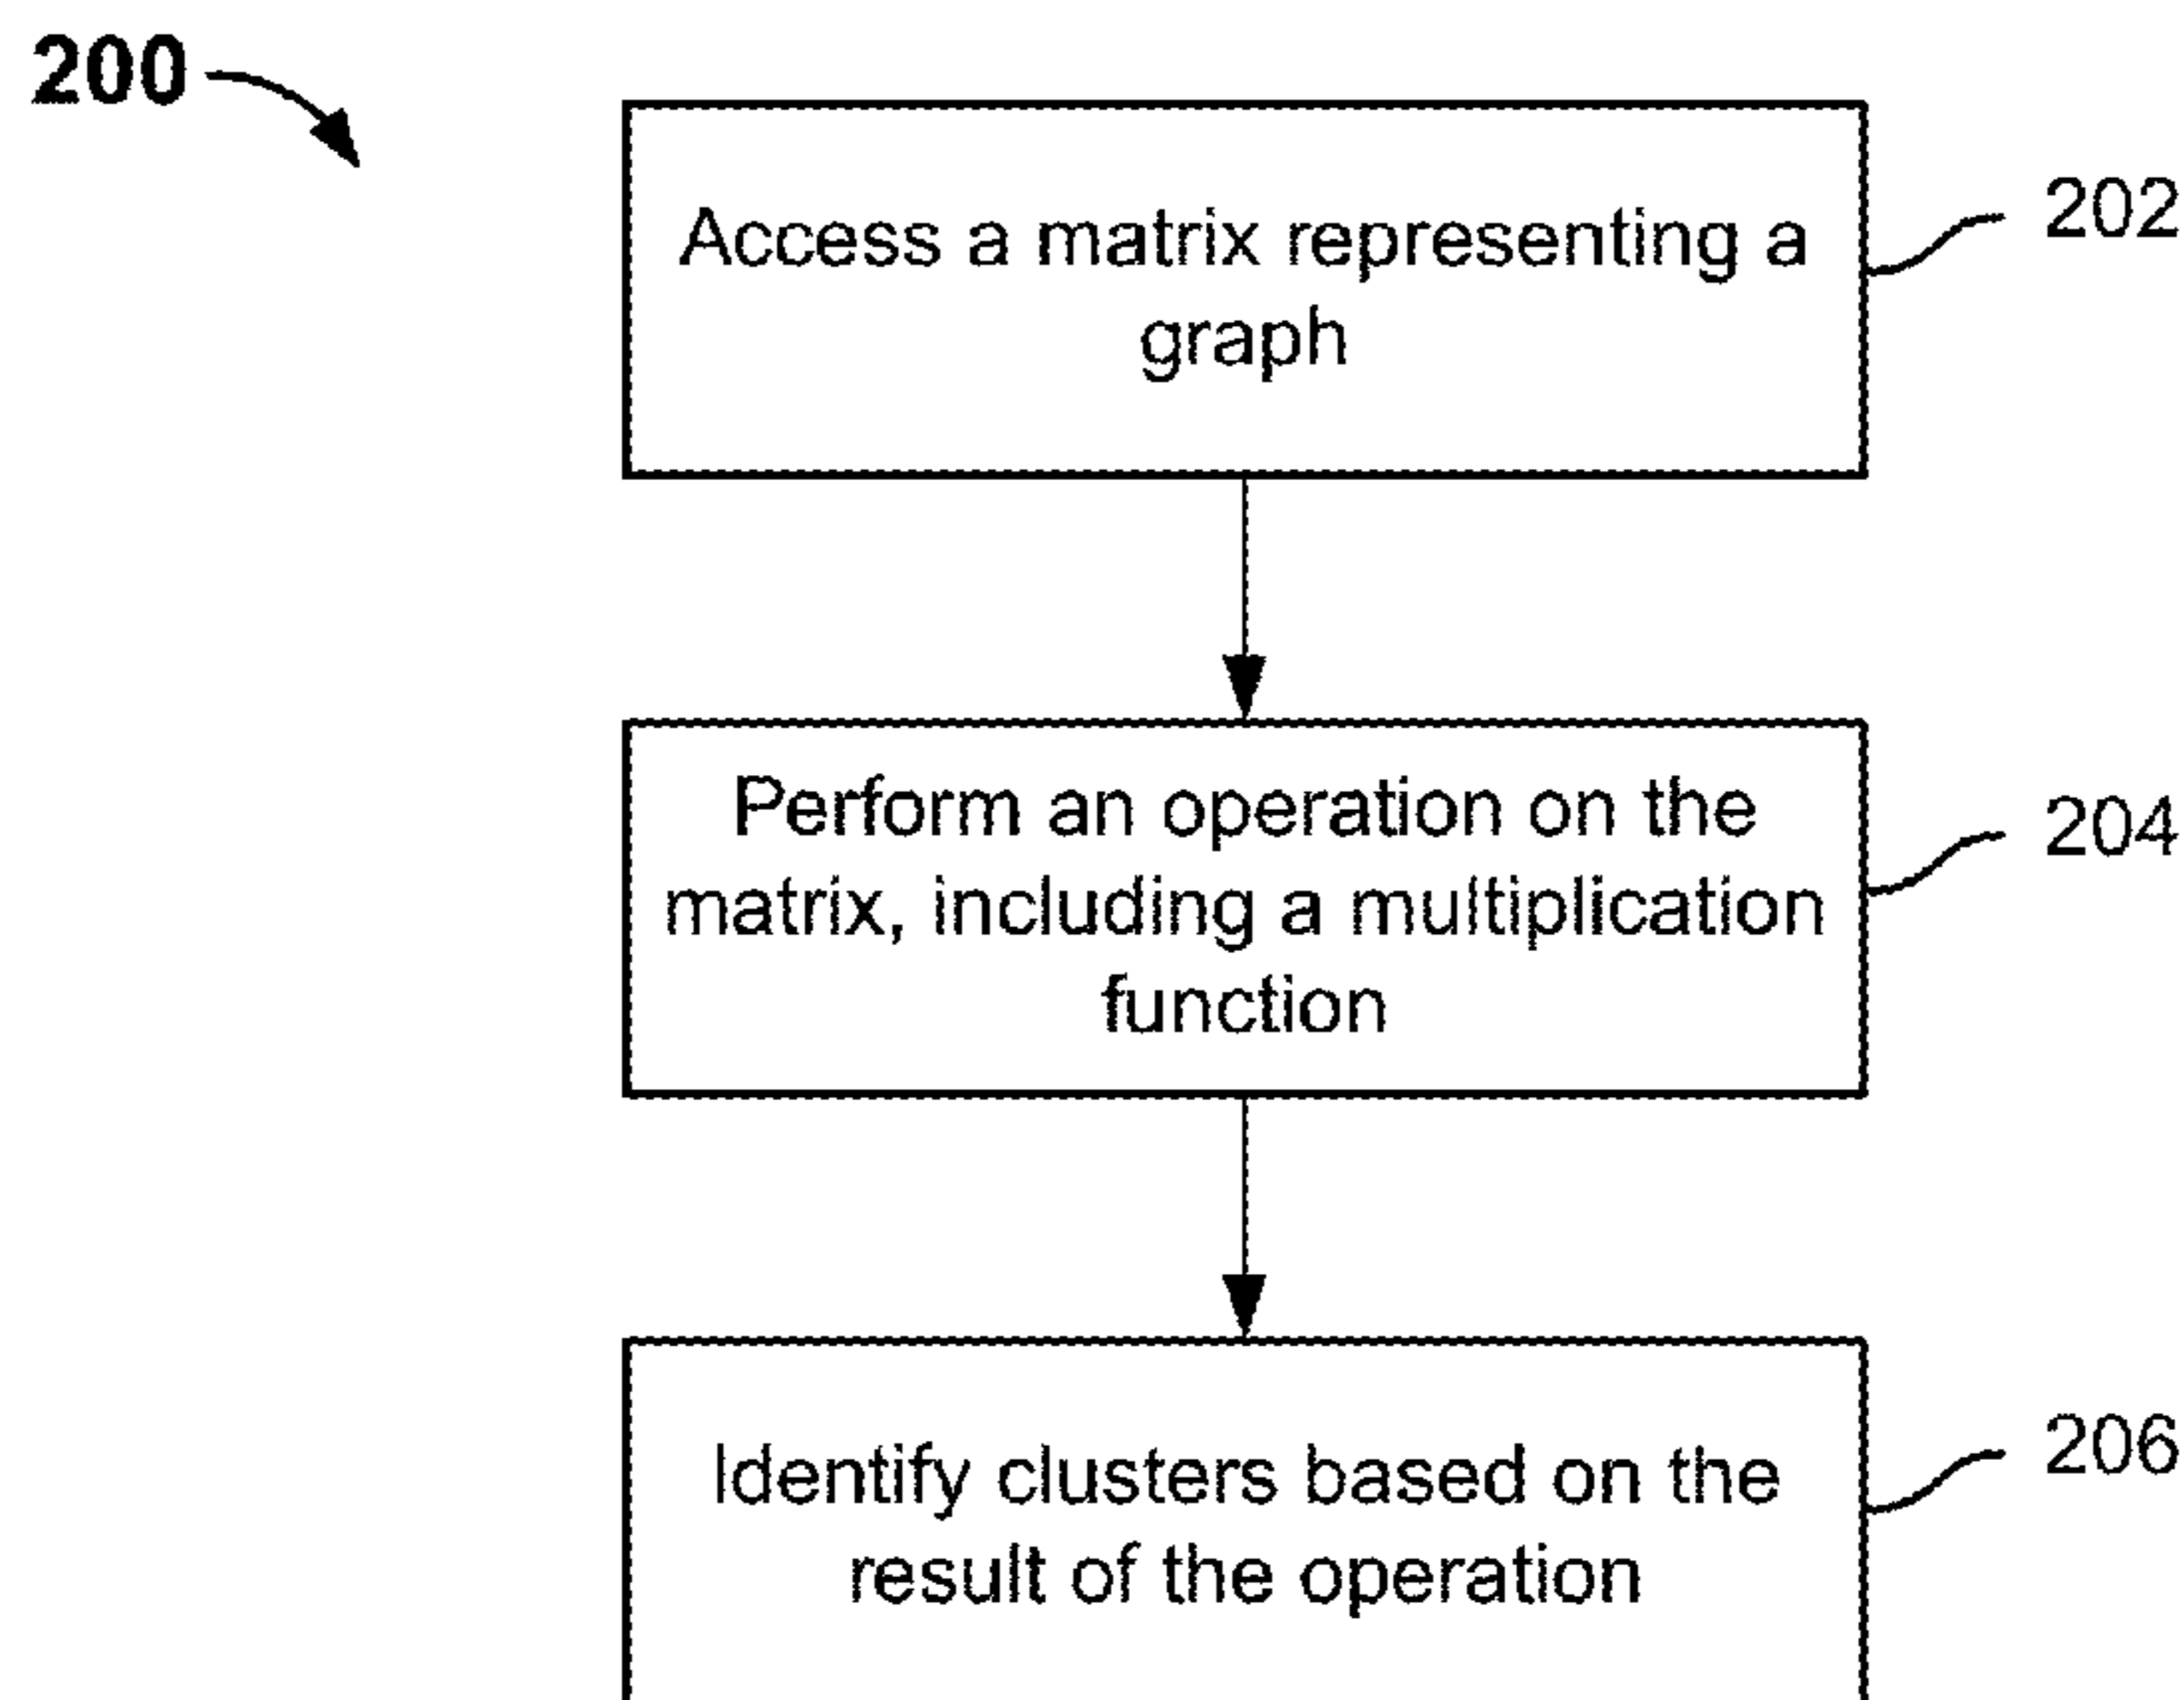 200
Access a matrix representing a
graph
202
Perform an operation on the
matrix, including a multiplication
function
204
Identify clusters based on the
result of the operation
206